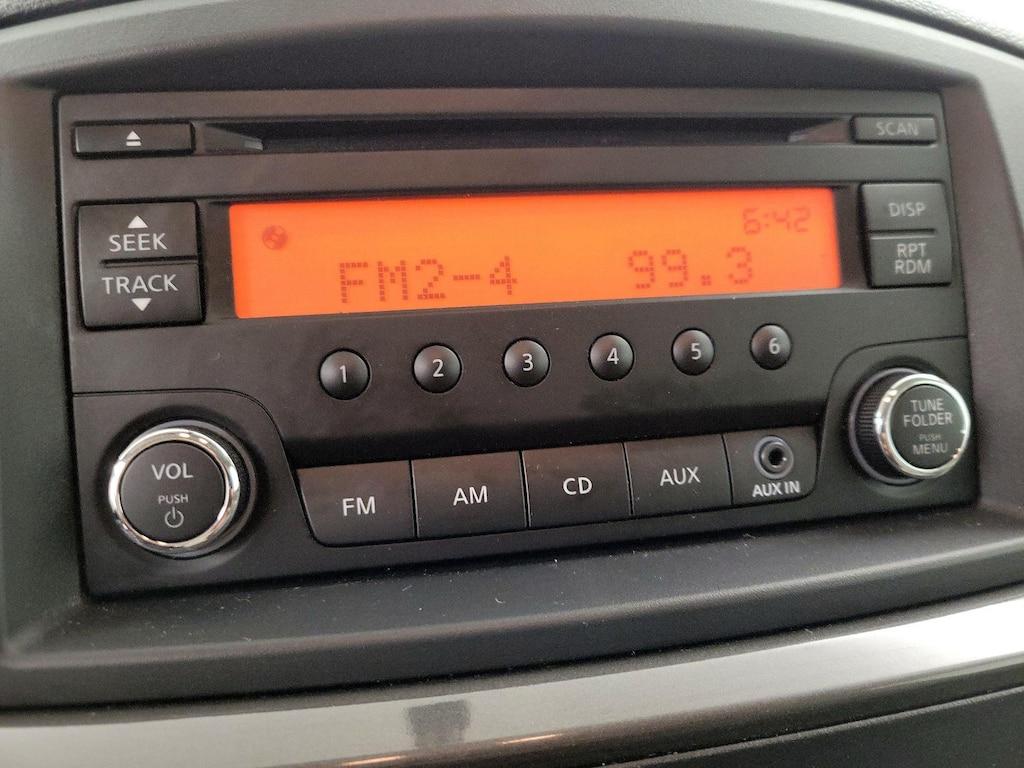 SCAN
SEEK
TRACK
6:42
FM2-4 99.3
DISP
RPT
RDM
1 2 3 4 5 6
VOL
PUSH
FM AM CD AUX
AUX IN
TUNE
FOLDER
PUSH
MENU